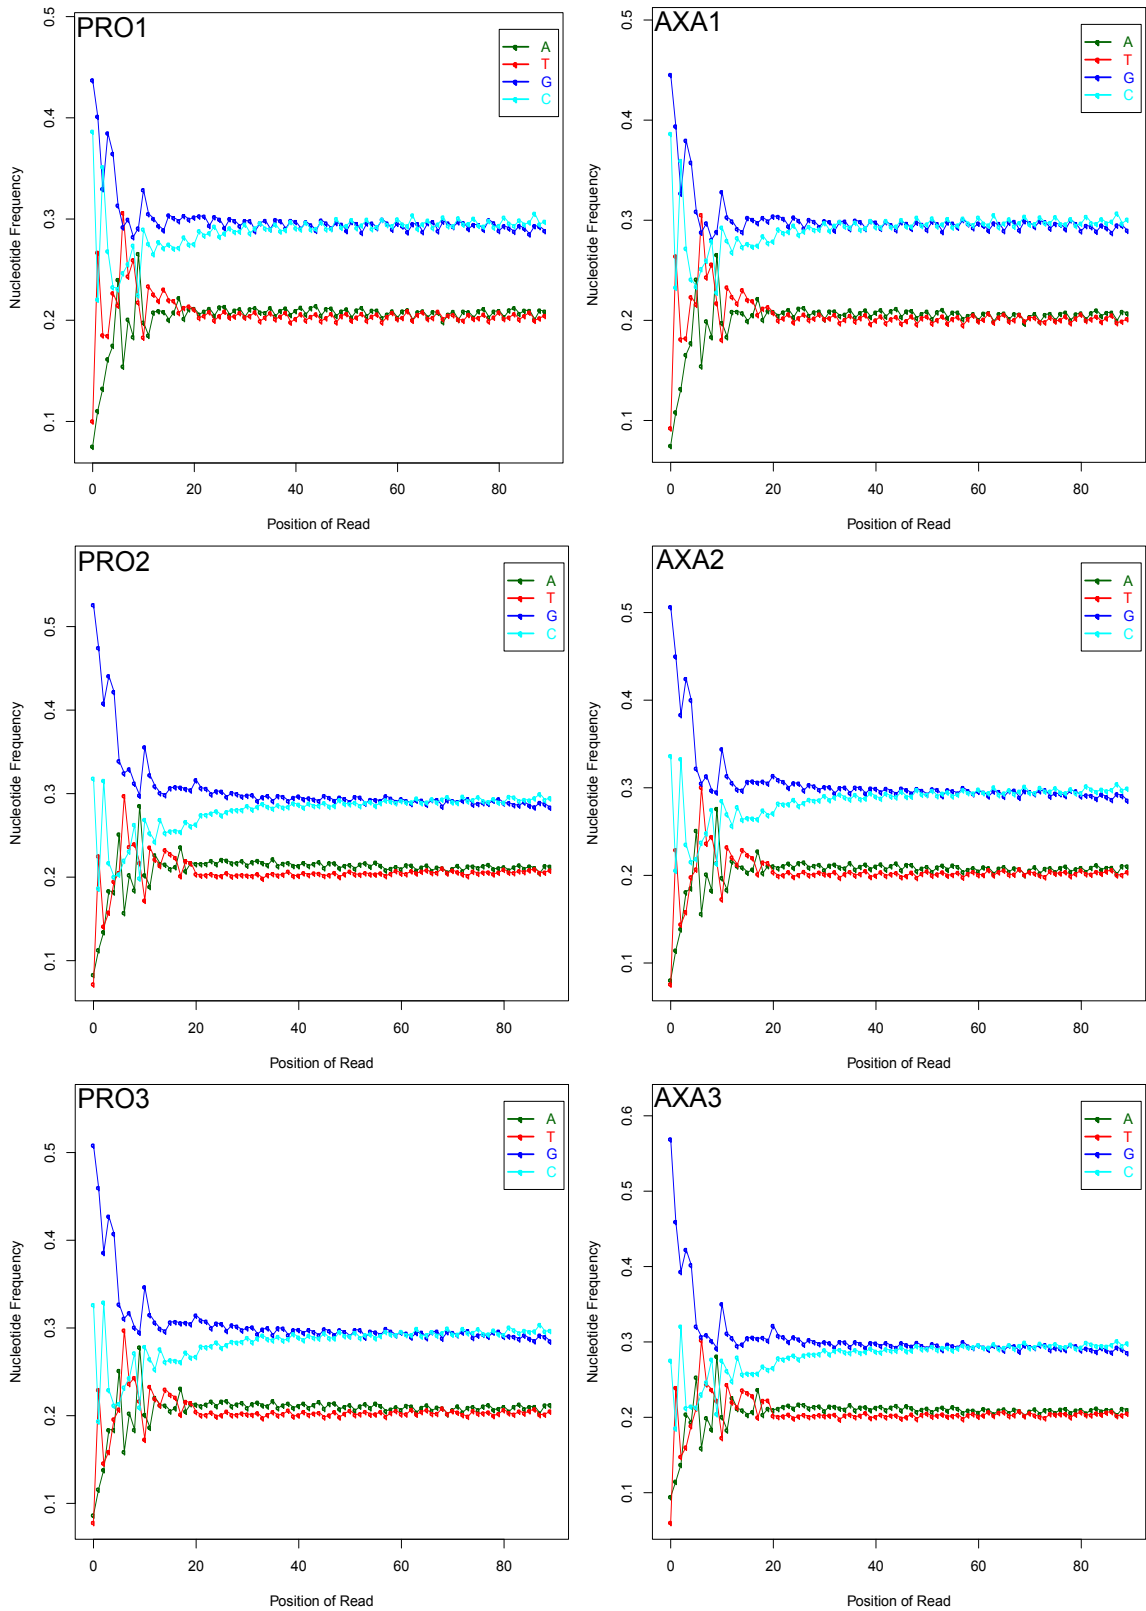 PRO1
A
T
G
C
Nucleotide Frequency
0.5
0.4
0.3
0.2
0.1
0 20 40 60 80
Position of Read
AXA1
A
T
G
C
Nucleotide Frequency
0.5
0.4
0.3
0.2
0.1
0 20 40 60 80
Position of Read
PRO2
A
T
G
C
Nucleotide Frequency
0.5
0.4
0.3
0.2
0.1
0 20 40 60 80
Position of Read
AXA2
A
T
G
C
Nucleotide Frequency
0.5
0.4
0.3
0.2
0.1
0 20 40 60 80
Position of Read
PRO3
A
T
G
C
Nucleotide Frequency
0.5
0.4
0.3
0.2
0.1
0 20 40 60 80
Position of Read
AXA3
A
T
G
C
Nucleotide Frequency
0.6
0.5
0.4
0.3
0.2
0.1
0 20 40 60 80
Position of Read